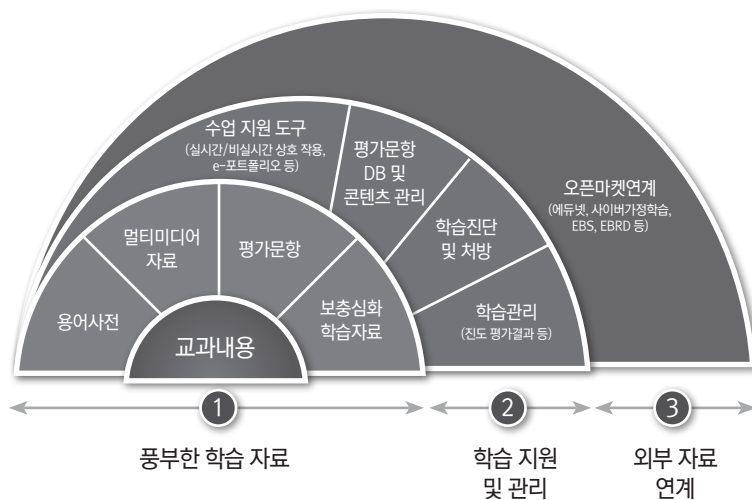 수업 지원 도구
(실시간/비실시간 상호 작용,
e-포트폴리오 등)
평가문항
DB 및
콘텐츠 관리
오픈마켓연계
(에듀넷, 사이버가정학습,
EBS, EBRD 등)
멀티미디어
자료
평가문항
학습진단
및 처방
용어사전
보충심화
학습자료
학습관리
(진도 평가결과 등)
교과내용
1
2
3
풍부한 학습 자료
학습 지원
및 관리
외부 자료
연계